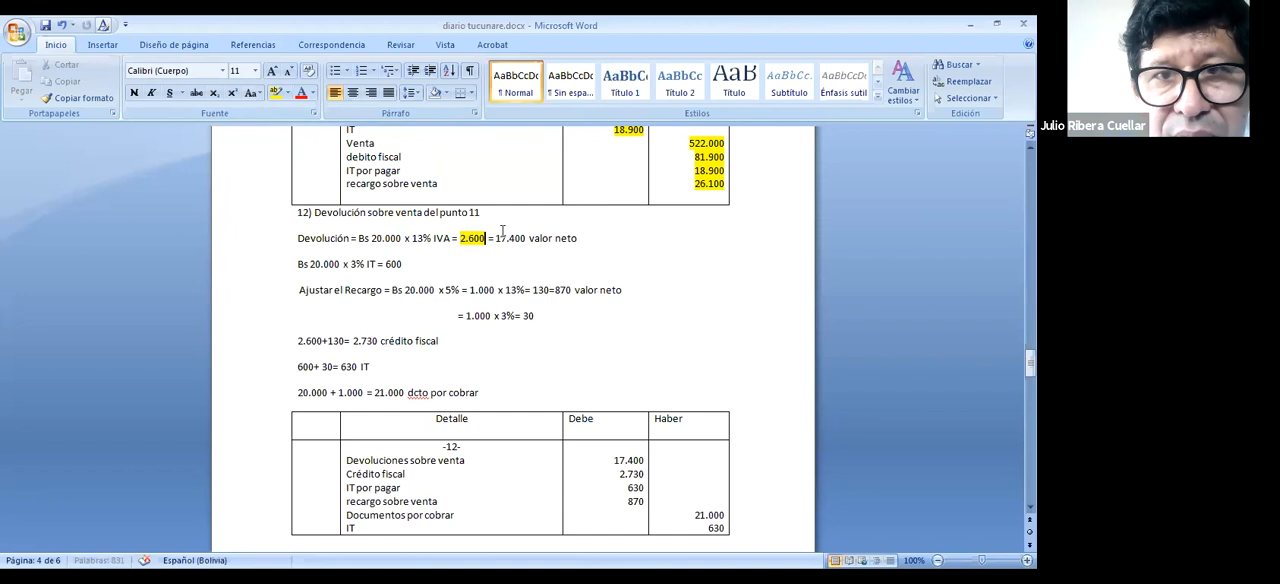 diario tucunare.docx - Microsoft Word
Inicio Insertar Diseño de página Referencias Correspondencia Revisar Vista Acrobat
Pegar
Cortar
Copiar
Copiar formato
Portapapeles
Calibri (Cuerpo) 11
N K S abc x₂ x² Aa
Fuente
Párrafo
AaBbCcDc AaBbCcDc AaBbC AaBbCc AaB AaBbCc. AaBbCcDc
¶ Normal ¶ Sin espa... Título 1 Título 2 Título Subtítulo Énfasis sutil
Cambiar estilos
Estilos
Buscar
Reemplazar
Seleccionar
Edición
Julio Ribera Cuellar
IT 18.900
Venta 522.000
debito fiscal 81.900
IT por pagar 18.900
recargo sobre venta 26.100
12) Devolución sobre venta del punto 11
Devolución = Bs 20.000 x 13% IVA = 2.600 = 17.400 valor neto
Bs 20.000 x 3% IT = 600
Ajustar el Recargo = Bs 20.000 x 5% = 1.000 x 13%= 130=870 valor neto
= 1.000 x 3%= 30
2.600+130= 2.730 crédito fiscal
600+ 30= 630 IT
20.000 + 1.000 = 21.000 dcto por cobrar
Detalle Debe Haber
-12-
Devoluciones sobre venta 17.400
Crédito fiscal 2.730
IT por pagar 630
recargo sobre venta 870
Documentos por cobrar 21.000
IT 630
Página: 4 de 6 Palabras: 831 Español (Bolivia) 100%